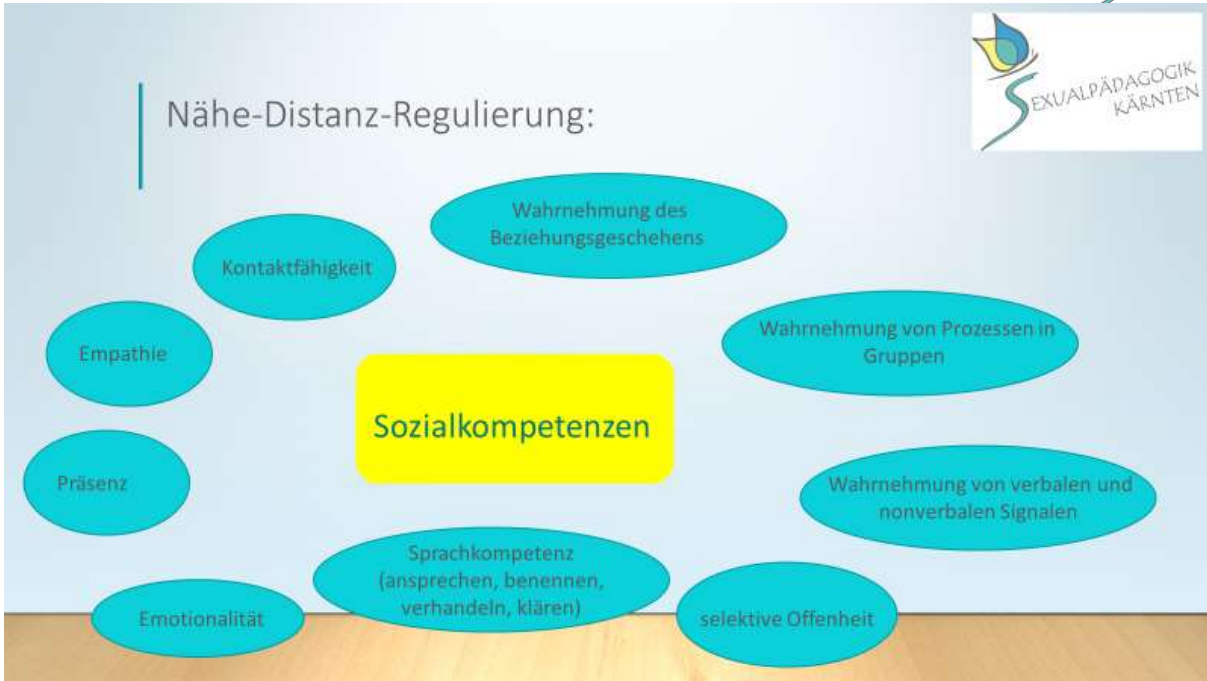 SEXUALPÄDAGOGIK
KÄRNTEN
Nähe-Distanz-Regulierung:
Wahrnehmung des
Beziehungsgeschehens
Kontaktfähigkeit
Wahrnehmung von Prozessen in
Gruppen
Empathie
Sozialkompetenzen
Präsenz
Wahrnehmung von verbalen und
nonverbalen Signalen
Sprachkompetenz
(ansprechen, benennen,
verhandeln, klären)
Emotionalität
selektive Offenheit